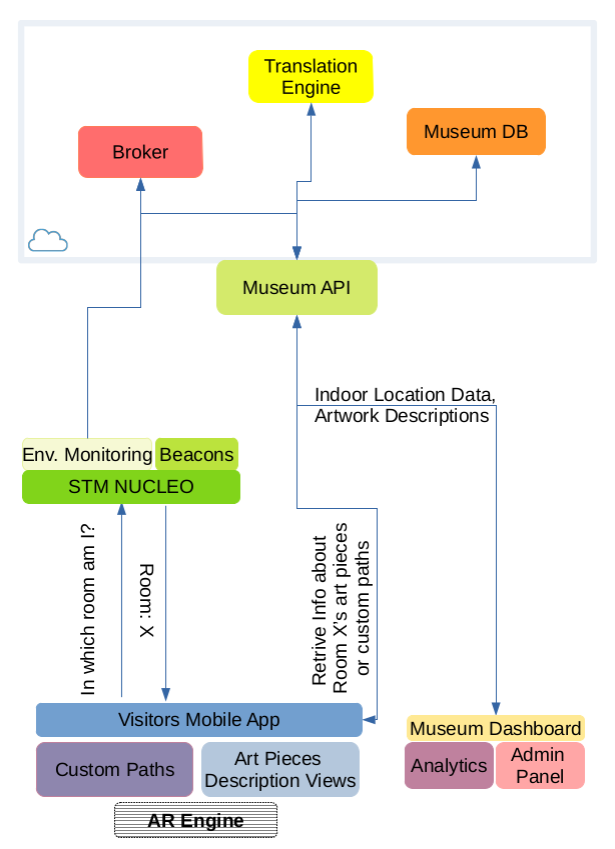 Translation
Engine
Broker
Museum DB
Museum API
Indoor Location Data,
Artwork Descriptions
Env. Monitoring
Beacons
STM NUCLEO
In which room am I?
Room: X
Retrive Info about
Room X's art pieces
or custom paths
Visitors Mobile App
Custom Paths
Art Pieces
Description Views
AR Engine
Museum Dashboard
Analytics
Admin
Panel